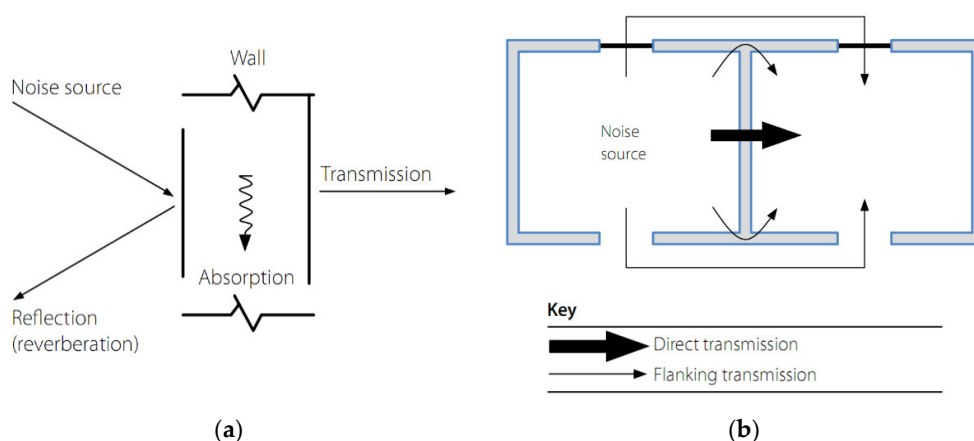 Wall
Noise source
Transmission
Absorption
Reflection
(reverberation)
(a)
Noise
source
Key
Direct transmission
Flanking transmission
(b)